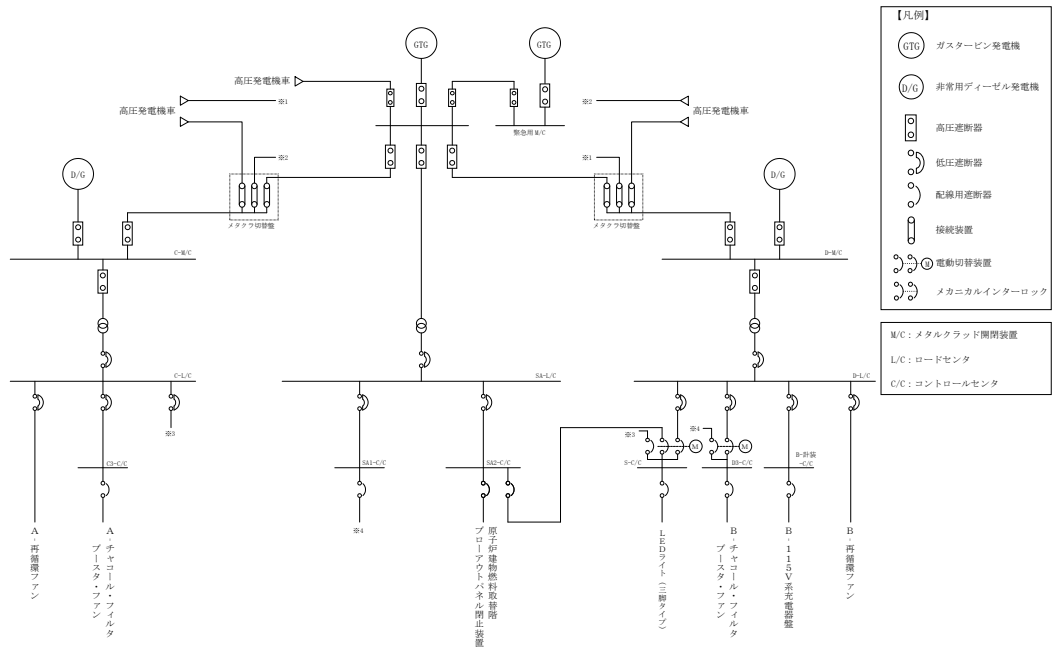 GTG
GTG
高圧発電機車
高圧発電機車
※1
※2
高圧発電機車
緊急用 M/C
※2
※1
D/G
D/G
メタクラ切替盤
メタクラ切替盤
C-M/C
D-M/C
C-L/C
SA-L/C
D-L/C
※3
※3
※4
M
M
C3-C/C
SA1-C/C
SA2-C/C
S-C/C
D3-C/C
B-計装
-C/C
※4
A-再循環ファン
A-チャコール・フィルタ
ブースタ・ファン
原子炉建物燃料取替階
ブローアウトパネル閉止装置
LEDライト（三脚タイプ）
B-チャコール・フィルタ
ブースタ・ファン
B-115V系充電器盤
B-再循環ファン
【凡例】
GTG ガスタービン発電機
D/G 非常用ディーゼル発電機
高圧遮断器
低圧遮断器
配線用遮断器
接続装置
M 電動切替装置
メカニカルインターロック
M/C：メタルクラッド開閉装置
L/C：ロードセンタ
C/C：コントロールセンタ